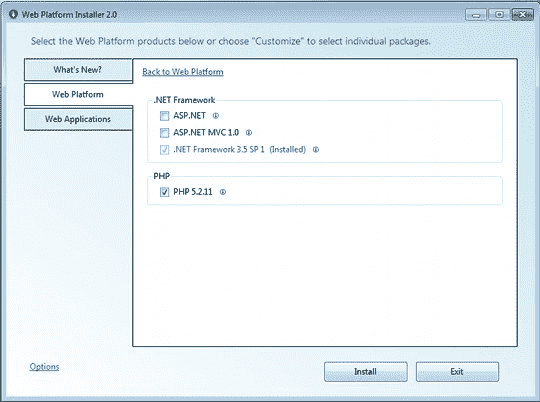 Web Platform Installer 2.0
Select the Web Platform products below or choose "Customize" to select individual packages.
What's New?
Web Platform
Web Applications
Back to Web Platform
.NET Framework
ASP.NET
ASP.NET MVC 1.0
.NET Framework 3.5 SP 1 (Installed)
PHP
PHP 5.2.11
Options
Install
Exit